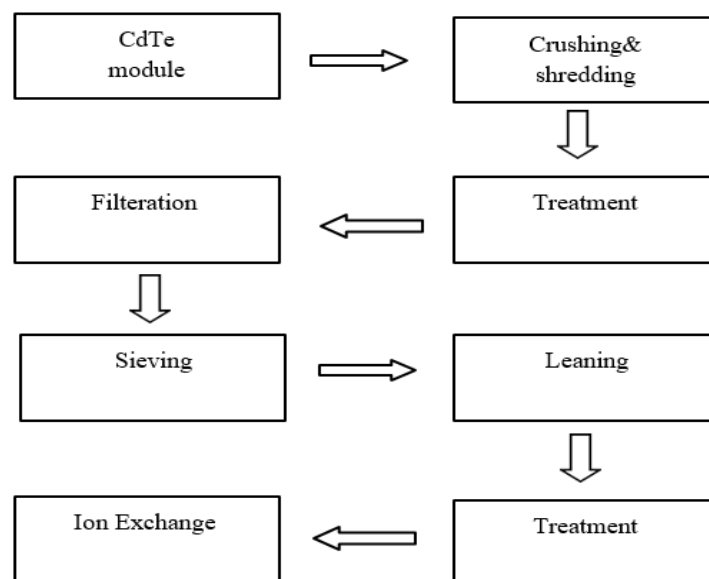 CdTe
module
Crushing&
shredding
Treatment
Filteration
Sieving
Leaning
Treatment
Ion Exchange